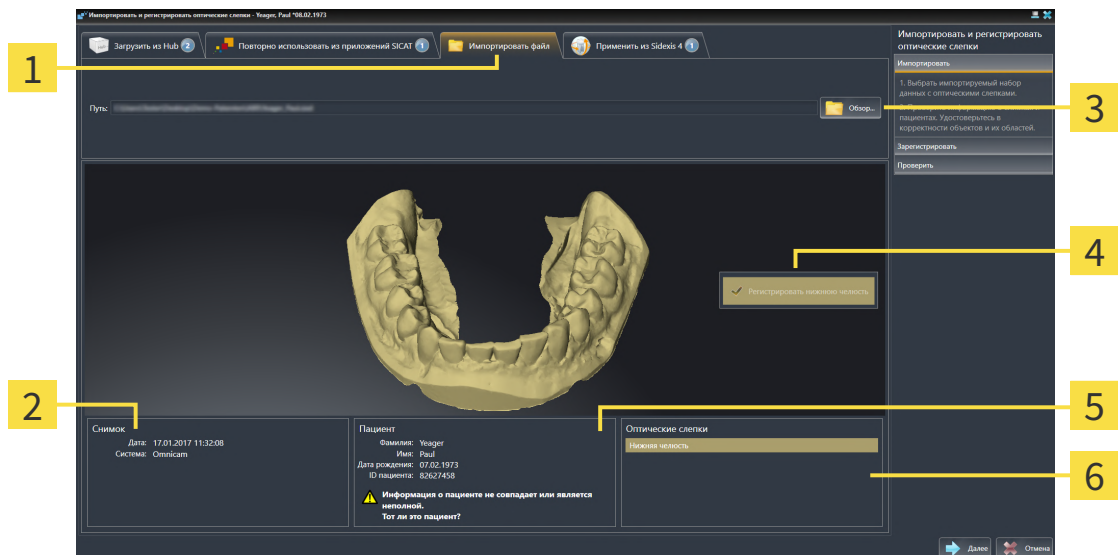 Импортировать и регистрировать оптические слепки - Yeager, Paul *08.02.1973
Загрузить из Hub 2
Повторно использовать из приложений SICAT 1
Импортировать файл
Применить из Sidexis 4 1
Импортировать и регистрировать
оптические слепки
Импортировать
1. Выбрать импортируемый набор
данных с оптическими слепками.
пациентах. Удостоверьтесь в
корректности объектов и их областей.
Зарегистрировать
Проверить
Путь:
Обзор...
1
3
4
Регистрировать нижнюю челюсть
2
5
6
Снимок
Дата: 17.01.2017 11:32:08
Система: Omnicam
Пациент
Фамилия: Yeager
Имя: Paul
Дата рождения: 07.02.1973
ID пациента: 82627458
Информация о пациенте не совпадает или является
неполной.
Тот ли это пациент?
Оптические слепки
Нижняя челюсть
Далее
Отмена